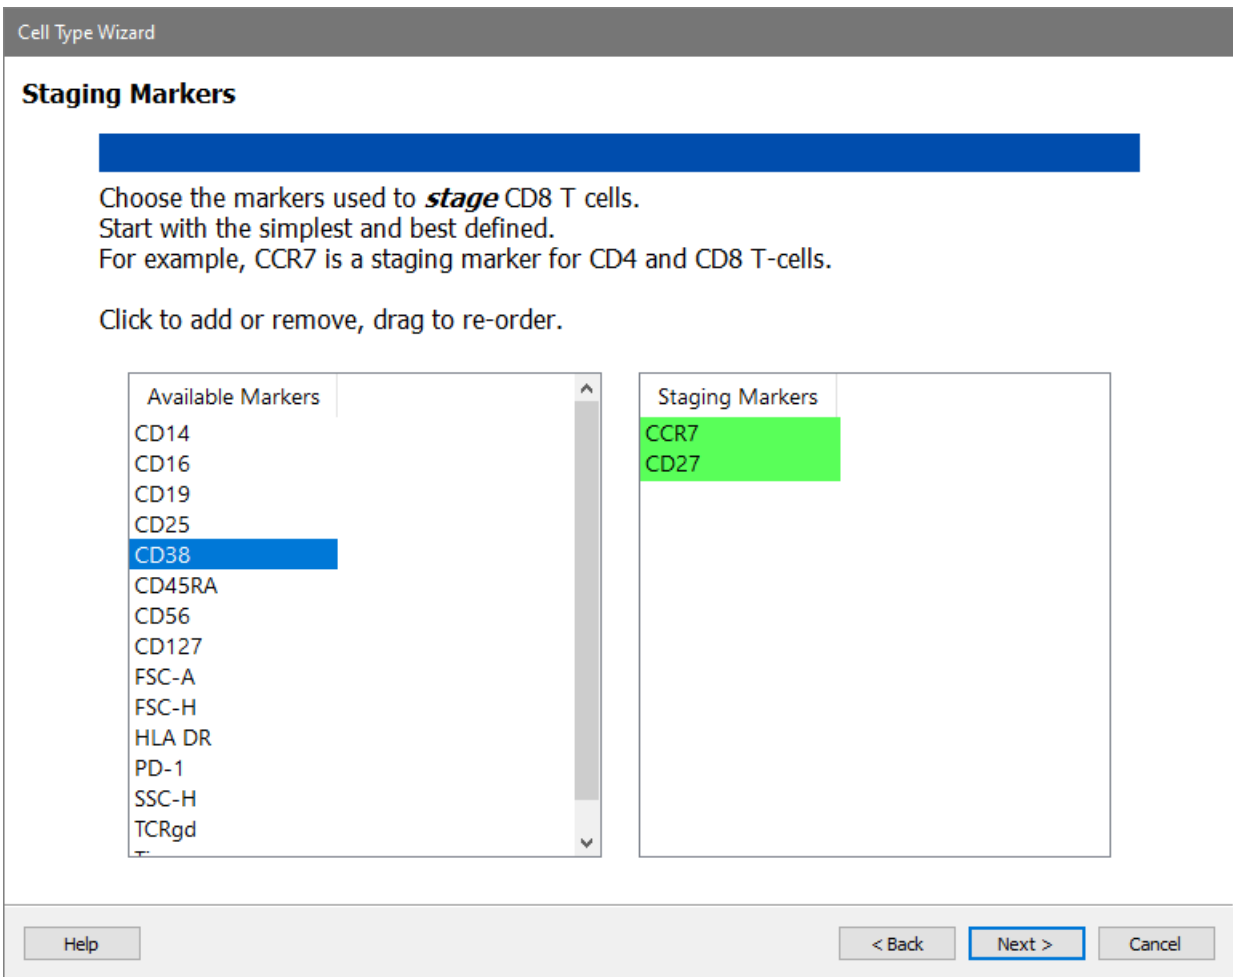 Cell Type Wizard
Staging Markers
Choose the markers used to stage CD8 T cells.
Start with the simplest and best defined.
For example, CCR7 is a staging marker for CD4 and CD8 T-cells.
Click to add or remove, drag to re-order.
Available Markers
CD14
CD16
CD19
CD25
CD38
CD45RA
CD56
CD127
FSC-A
FSC-H
HLA DR
PD-1
SSC-H
TCRgd
Staging Markers
CCR7
CD27
Help
< Back
Next >
Cancel